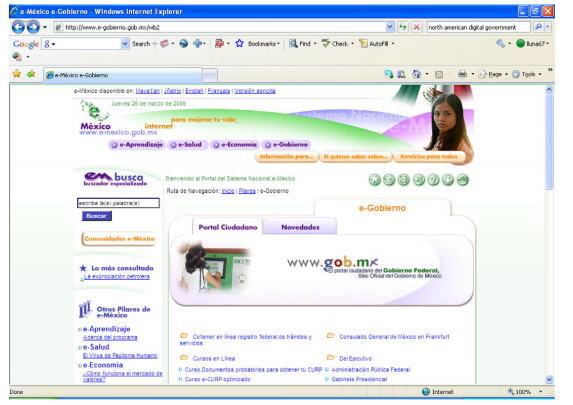 e-México e-Gobierno - Windows Internet Explorer
http://www.e-gobierno.gob.mx/wb2
north american digital government
Google
Search
Bookmarks
Find
Check
AutoFill
lluna67
e-México e-Gobierno
Page
Tools
e-México disponible en: Mayaltan | Ñatrio | English | Français | Versión sencilla
Jueves 26 de marzo de 2009
para mejorar tu vida,
internet
México
www.e-mexico.gob.mx
Sistema Nacional
e-M
e-Aprendizaje
e-Salud
e-Economía
e-Gobierno
Información para...
Si quieres saber sobre...
Servicios para todos
em busca
buscador especializado
Bienvenido al Portal del Sistema Nacional e-México
Ruta de Navegación: Inicio | Pilares | e-Gobierno
escribe la(s) palabra(s)
Buscar
Comunidades e-México
e-Gobierno
Portal Ciudadano
Novedades
www.gob.mx
El portal ciudadano del Gobierno Federal,
Sitio Oficial del Gobierno de México
Lo más consultado
La expropiación petrolera
Otros Pilares de
e-México
e-Aprendizaje
Acerca del programa
e-Salud
El Virus de Papiloma Humano
e-Economía
¿Cómo funciona el mercado de
valores?
Cofemer en línea registro federal de trámites y
servicios
Consulado General de México en Frankfurt
Cursos en Línea
Del Ejecutivo
Curso Documentos probatorios para obtener tu CURP
Administración Pública Federal
Curso e-CURP optimizado
Gabinete Presidencial
Done
Internet
100%